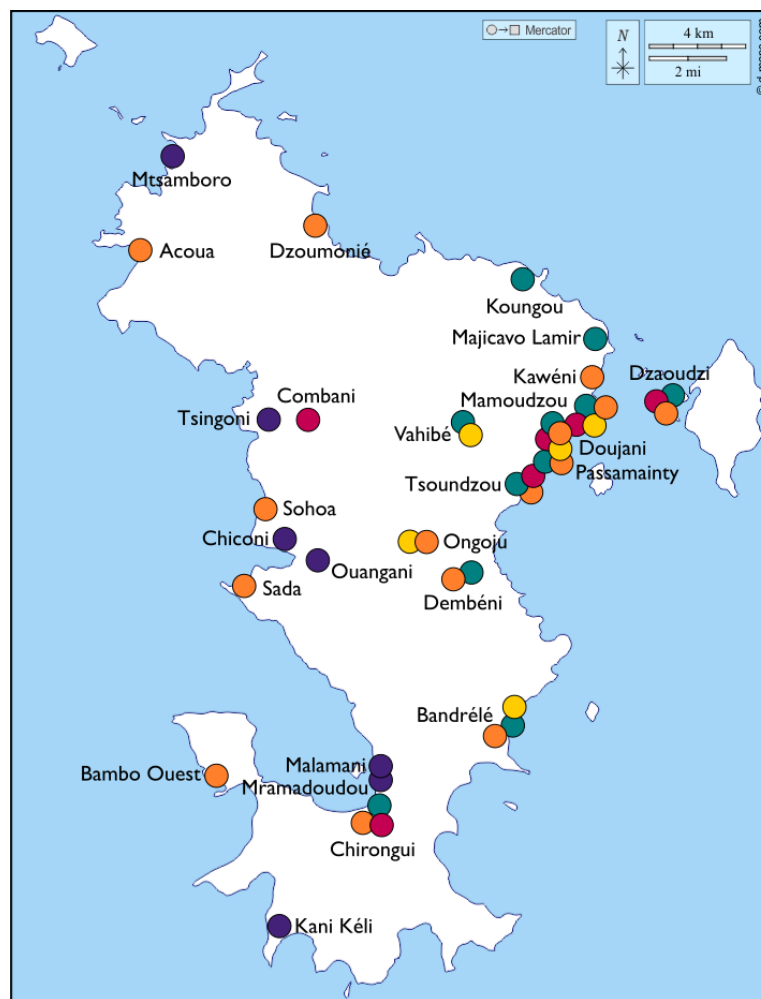 Mercator
N
4 km
2 mi
Mtsamboro
Acoua
Dzoumonié
Koungou
Majicavo Lamir
Kawéni
Dzaoudzi
Mamoudzou
Combani
Tsingoni
Vahibé
Doujani
Passamainty
Tsoundzou
Sohoa
Chiconi
Ongoju
Ouangani
Sada
Dembéni
Bandrélé
Malamani
Bambo Ouest
Mramadoudou
Chirongui
Kani Kéli